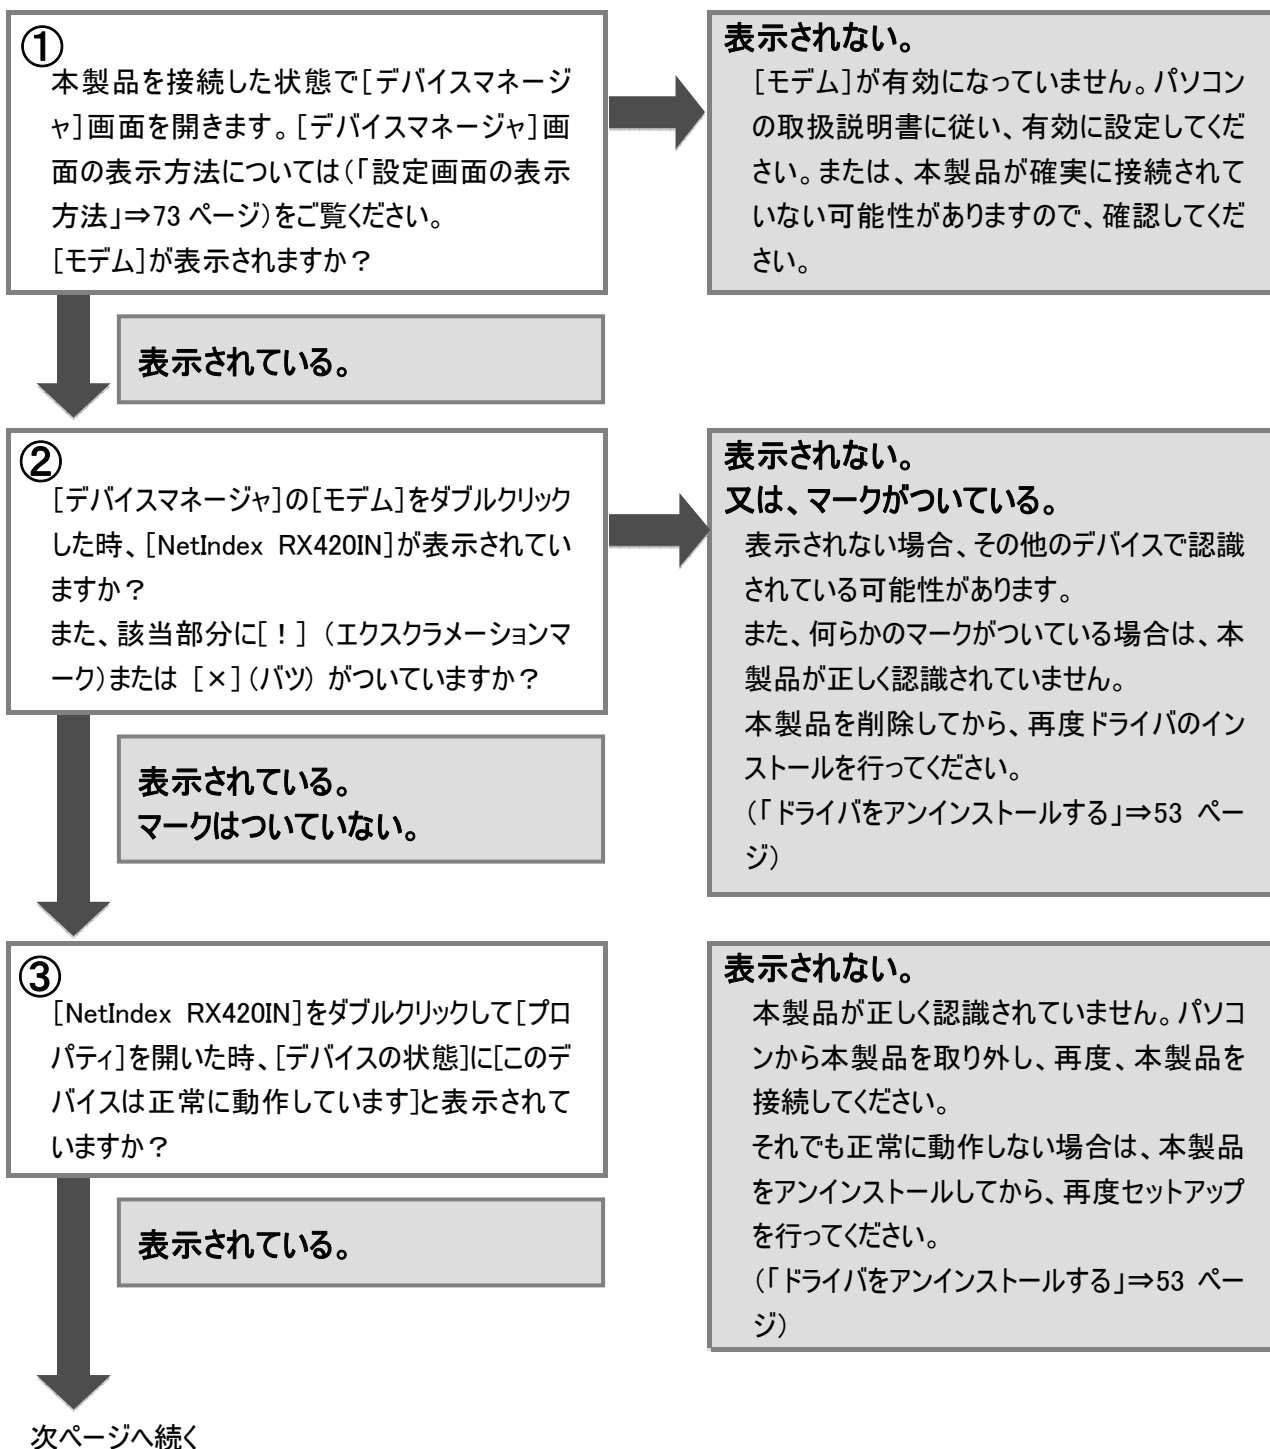 ①
本製品を接続した状態で[デバイスマネージ
ャ]画面を開きます。[デバイスマネージャ]画
面の表示方法については(「設定画面の表示
方法」⇒73 ページ)をご覧ください。
[モデム]が表示されますか？
表示されない。
[モデム]が有効になっていません。パソコン
の取扱説明書に従い、有効に設定してくだ
さい。または、本製品が確実に接続されて
いない可能性がありますので、確認してくだ
さい。
表示されている。
②
[デバイスマネージャ]の[モデム]をダブルクリック
した時、[NetIndex RX420IN]が表示されてい
ますか？
また、該当部分に[！] (エクスクラメーションマ
ーク)または [×](バツ) がついていますか？
表示されない。
又は、マークがついている。
表示されない場合、その他のデバイスで認識
されている可能性があります。
また、何らかのマークがついている場合は、本
製品が正しく認識されていません。
本製品を削除してから、再度ドライバのイン
ストールを行ってください。
(「ドライバをアンインストールする」⇒53 ペー
ジ)
表示されている。
マークはついていない。
③
[NetIndex RX420IN]をダブルクリックして[プロ
パティ]を開いた時、[デバイスの状態]に[このデ
バイスは正常に動作しています]と表示されて
いますか？
表示されない。
本製品が正しく認識されていません。パソコ
ンから本製品を取り外し、再度、本製品を
接続してください。
それでも正常に動作しない場合は、本製品
をアンインストールしてから、再度セットアップ
を行ってください。
(「ドライバをアンインストールする」⇒53 ペー
ジ)
表示されている。
次ページへ続く